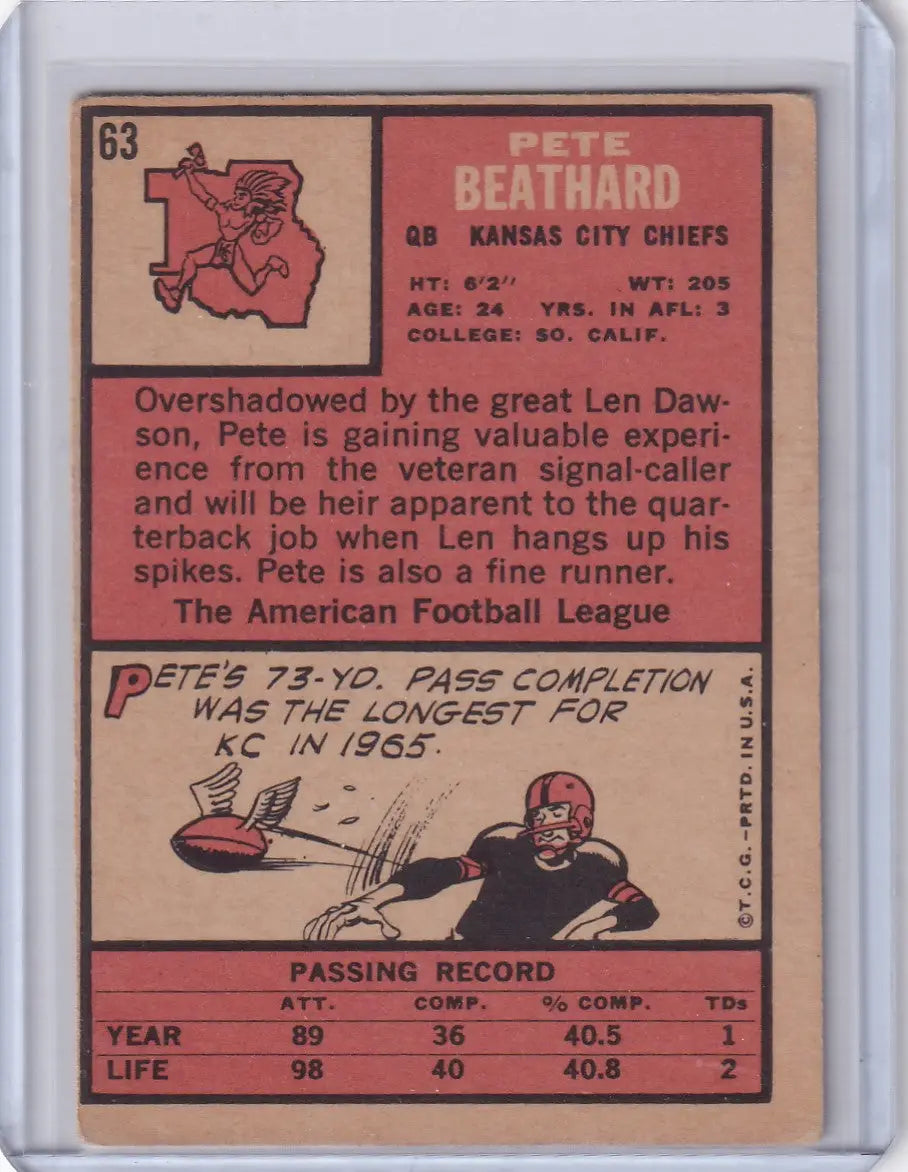 63
PETE
BEATHARD
QB KANSAS CITY CHIEFS
HT: 6'2" WT: 205
AGE: 24 YRS. IN AFL: 3
COLLEGE: SO. CALIF.
Overshadowed by the great Len Daw-
son, Pete is gaining valuable experi-
ence from the veteran signal-caller
and will be heir apparent to the quar-
terback job when Len hangs up his
spikes. Pete is also a fine runner.
The American Football League
PETE'S 73-YD. PASS COMPLETION
WAS THE LONGEST FOR
KC IN 1965.
©T.C.G. –PRTD. IN U.S.A.
PASSING RECORD
ATT. COMP. % COMP. TDs
YEAR 89 36 40.5 1
LIFE 98 40 40.8 2